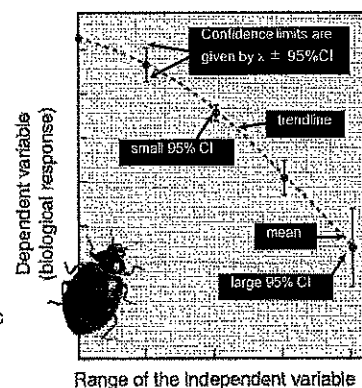 Confidence limits are
given by x ± 95%CI
trendline
small 95% CI
mean
large 95% CI
Dependent variable
(biological response)
Range of the independent variable